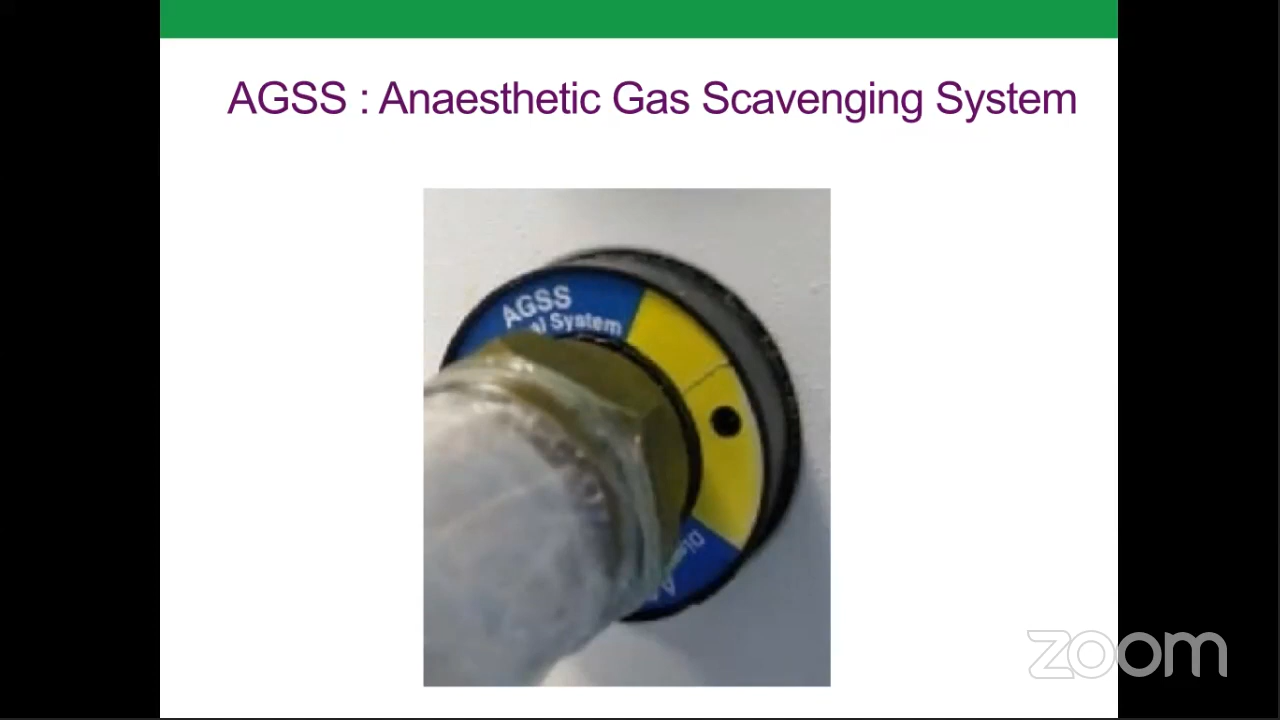 AGSS : Anaesthetic Gas Scavenging System
AGSS
System
zoom